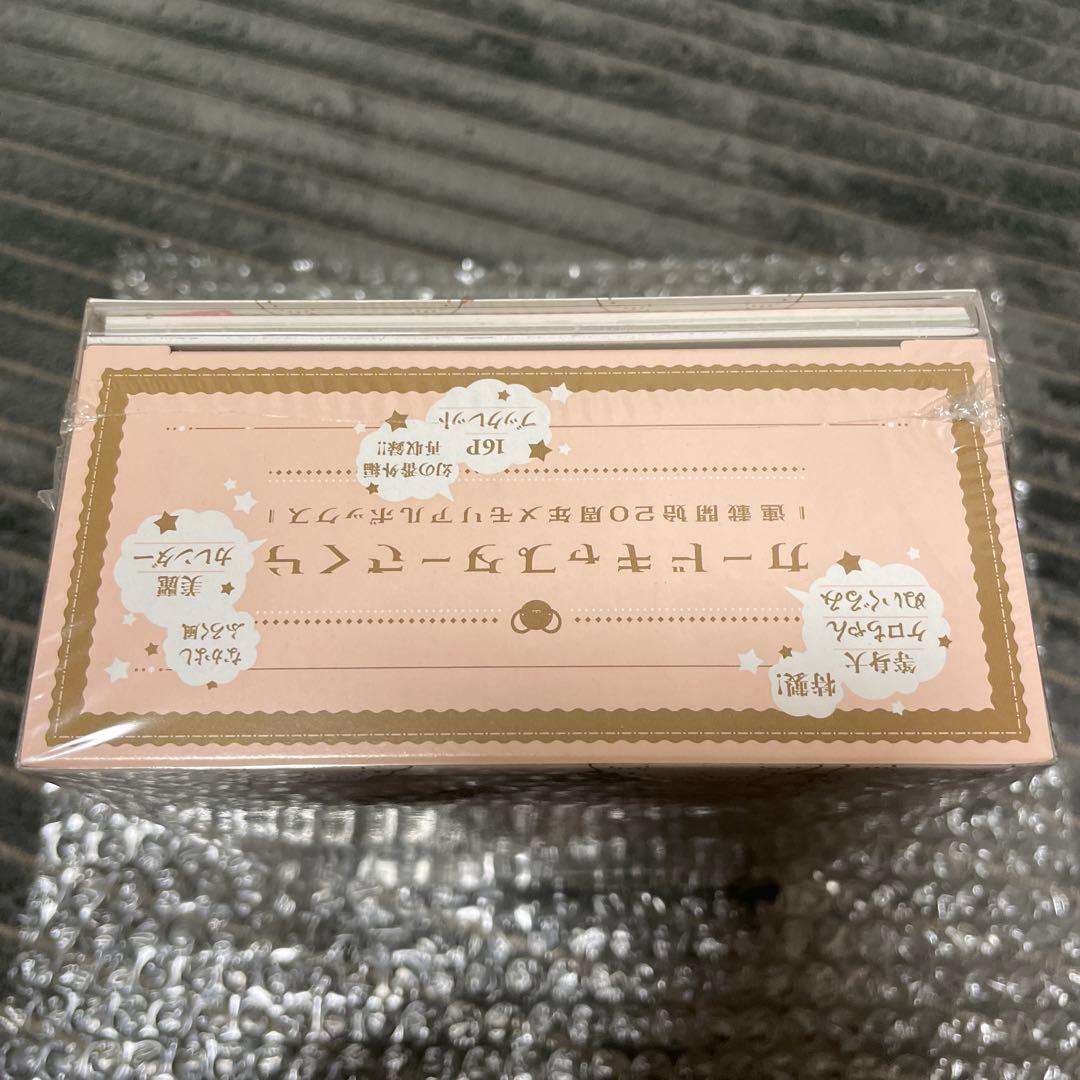 特製!
等身大
ケロちゃん
ぬいぐるみ
カードキャプターさくら
連載開始20周年メモリアルボックス
なかよし
ふろく風
美麗
カレンダー
幻の番外編
再収録!!
16P
ブックレット